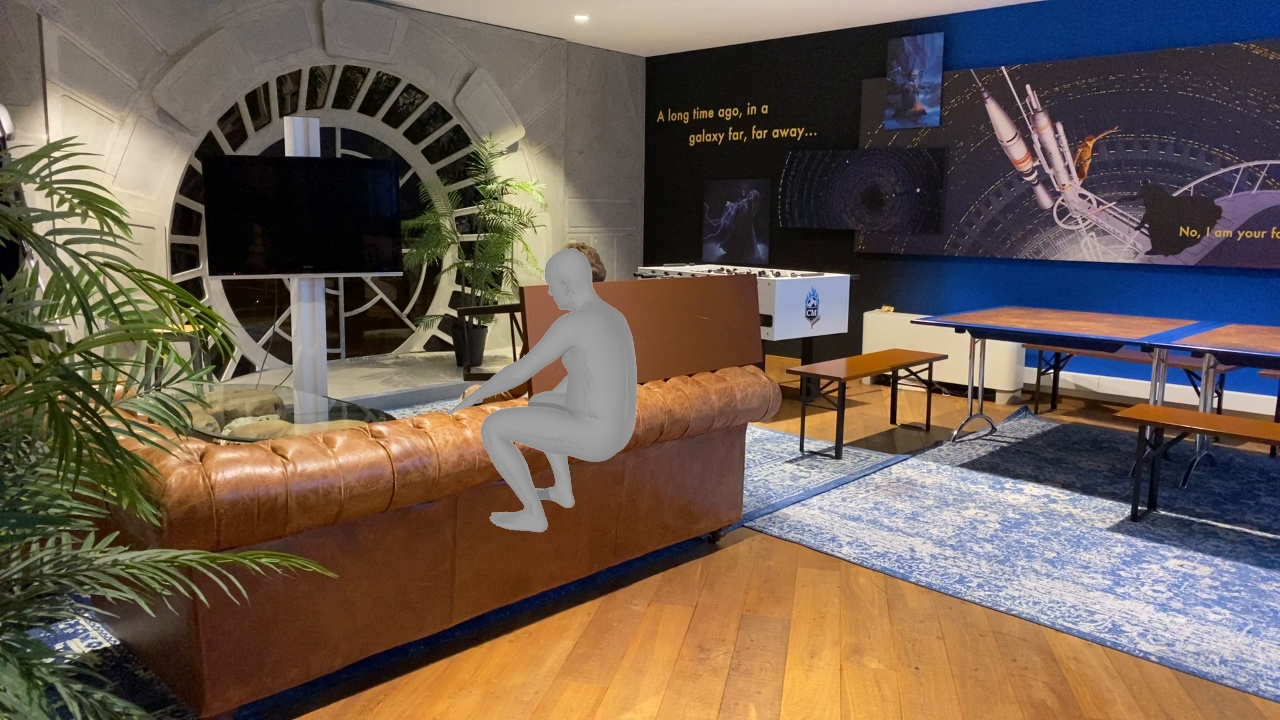 A long time ago, in a
galaxy far, far away...
No, I am your fa
CM